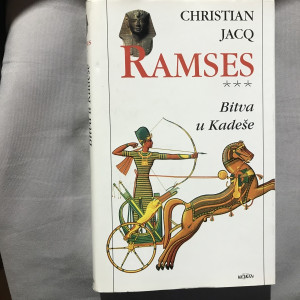 CHRISTIAN
JACQ
RAMSES
***
Bitva
u Kadeše